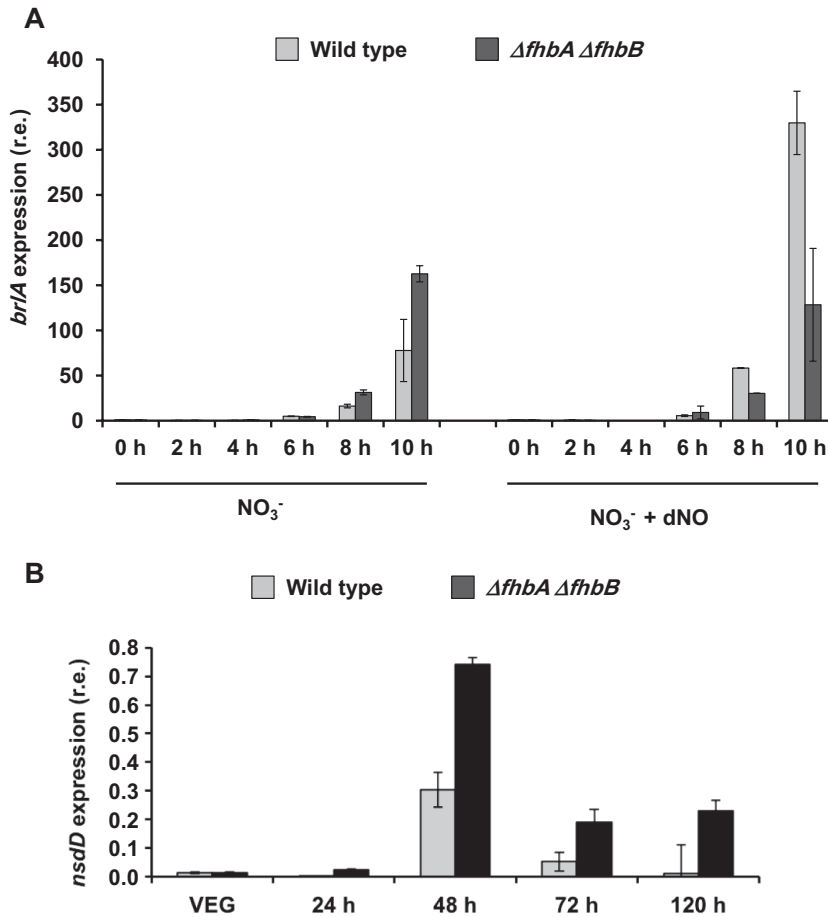 A
Wild type ΔfhbA ΔfhbB
brlA expression (r.e.)
400
350
300
250
200
150
100
50
0
0 h 2 h 4 h 6 h 8 h 10 h 0 h 2 h 4 h 6 h 8 h 10 h
NO₃⁻ NO₃⁻ + dNO
B
Wild type ΔfhbA ΔfhbB
nsdD expression (r.e.)
0.8
0.7
0.6
0.5
0.4
0.3
0.2
0.1
0.0
VEG 24 h 48 h 72 h 120 h